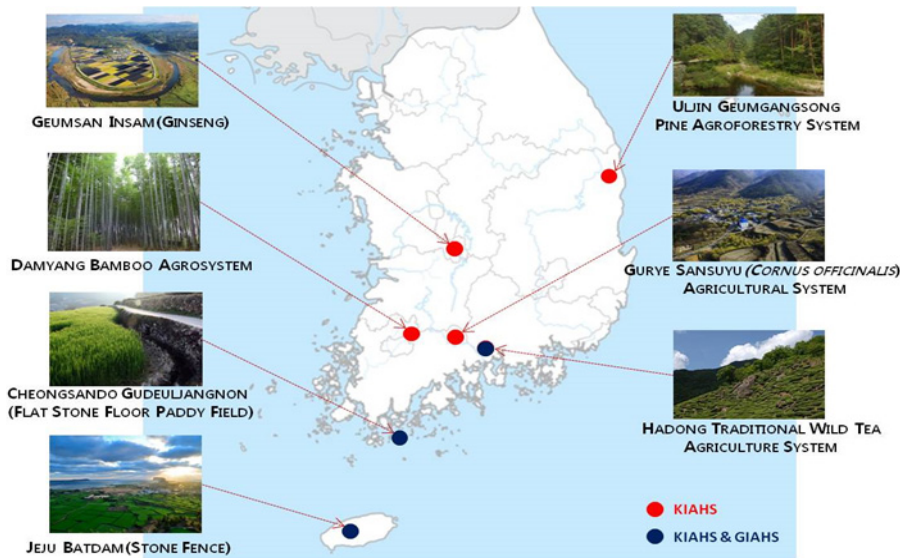 GEUMSAN INSAM (GINSENG)
DAMYANG BAMBOO AGROSYSTEM
CHEONGSANDO GUDEULJANGNON
(FLAT STONE FLOOR PADDY FIELD)
JEJU BATDAM (STONE FENCE)
ULJIN GEUMGANGSONG
PINE AGROFORESTRY SYSTEM
GURYE SANSUYU (CORNUS OFFICINALIS)
AGRICULTURAL SYSTEM
HADONG TRADITIONAL WILD TEA
AGRICULTURE SYSTEM
KIAHS
KIAHS & GIAHS